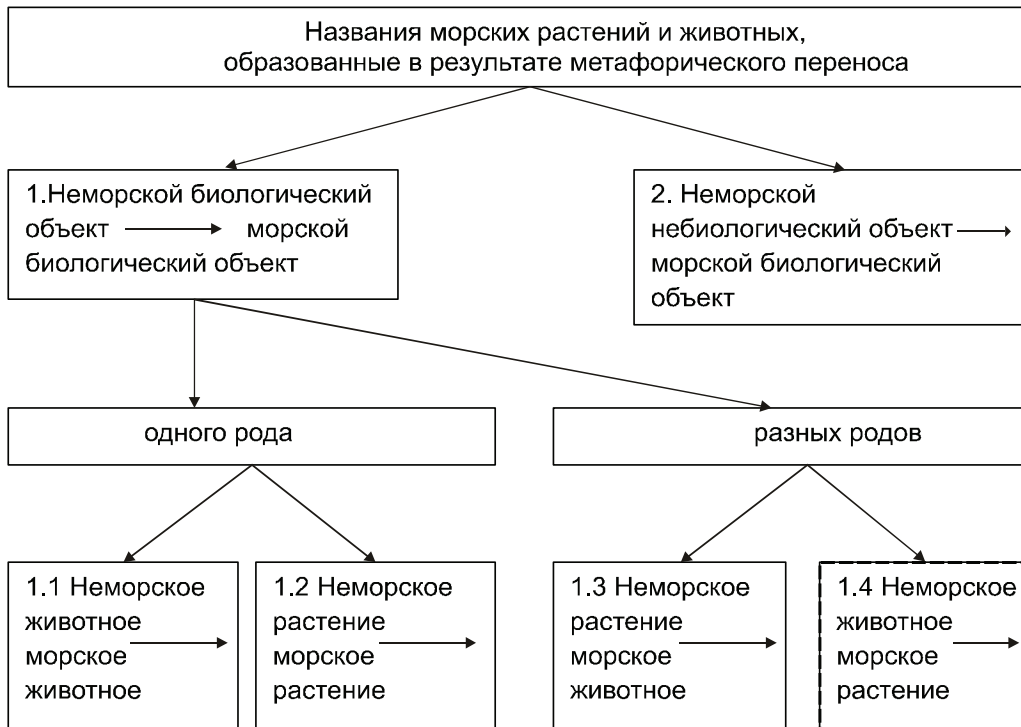 Названия морских растений и животных,
образованные в результате метафорического переноса
1.Неморской биологический
объект → морской
биологический объект
2. Неморской
небиологический объект →
морской биологический
объект
одного рода
разных родов
1.1 Неморское
животное →
морское
животное
1.2 Неморское
растение →
морское
растение
1.3 Неморское
растение →
морское
животное
1.4 Неморское
животное →
морское
растение